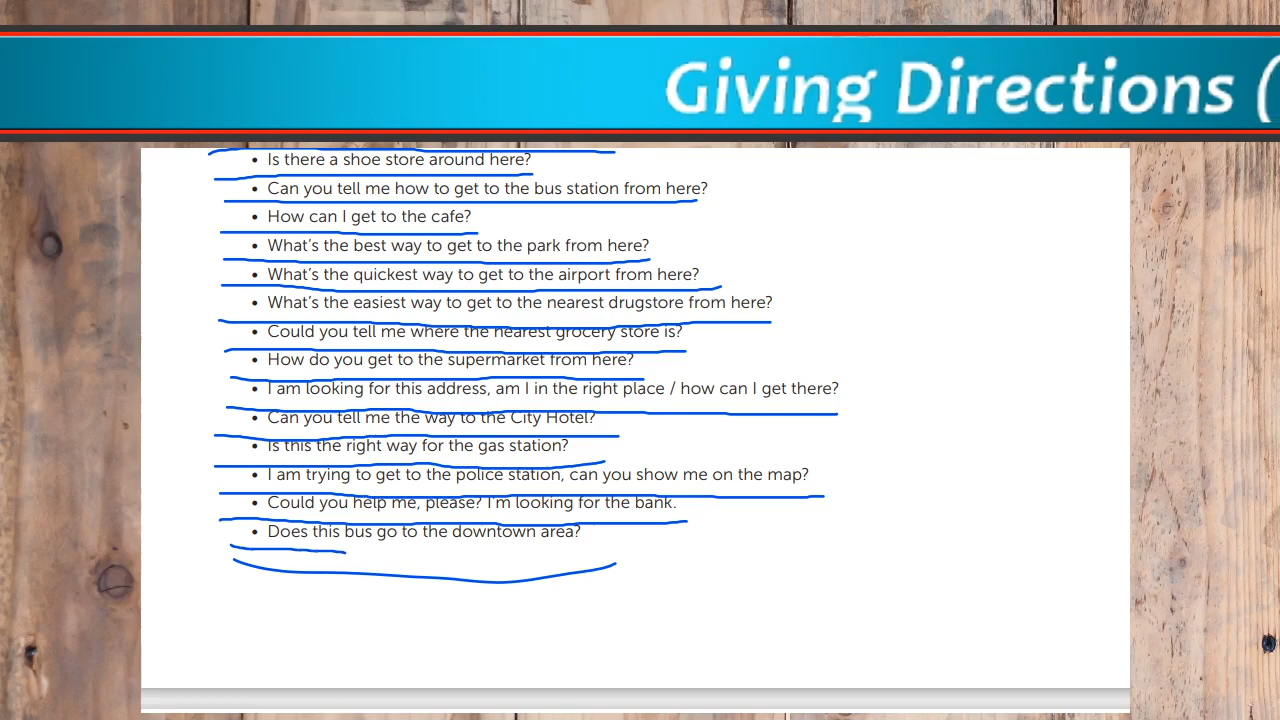 Giving Directions (
• Is there a shoe store around here?
• Can you tell me how to get to the bus station from here?
• How can I get to the cafe?
• What's the best way to get to the park from here?
• What's the quickest way to get to the airport from here?
• What's the easiest way to get to the nearest drugstore from here?
• Could you tell me where the nearest grocery store is?
• How do you get to the supermarket from here?
• I am looking for this address, am I in the right place / how can I get there?
• Can you tell me the way to the City Hotel?
• Is this the right way for the gas station?
• I am trying to get to the police station, can you show me on the map?
• Could you help me, please? I'm looking for the bank.
• Does this bus go to the downtown area?